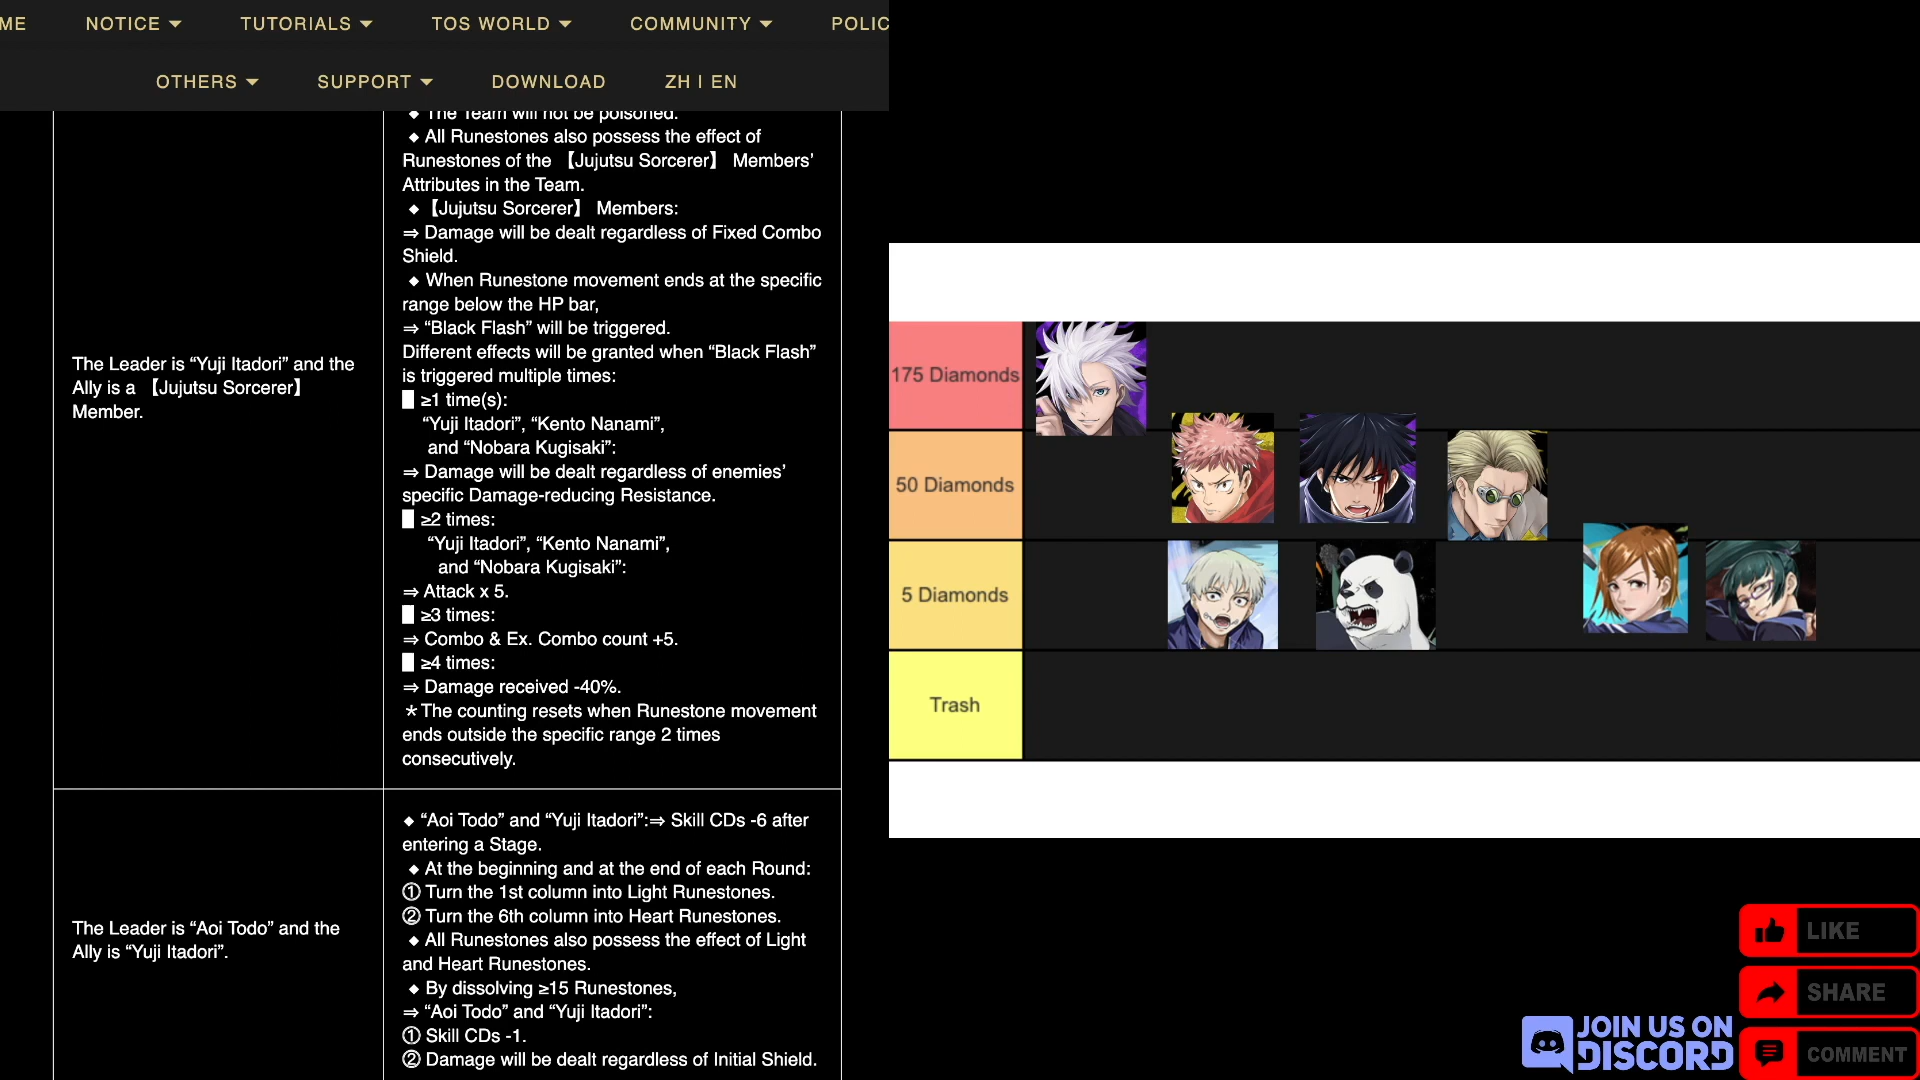 ME
NOTICE
TUTORIALS
TOS WORLD
COMMUNITY
POLIC
OTHERS
SUPPORT
DOWNLOAD
ZH I EN
◆ The Team will not be poisoned.
◆ All Runestones also possess the effect of
Runestones of the 【Jujutsu Sorcerer】 Members’
Attributes in the Team.
◆【Jujutsu Sorcerer】 Members:
⇒ Damage will be dealt regardless of Fixed Combo
Shield.
◆ When Runestone movement ends at the specific
range below the HP bar,
⇒ “Black Flash” will be triggered.
Different effects will be granted when “Black Flash”
is triggered multiple times:
█ ≥1 time(s):
“Yuji Itadori”, “Kento Nanami”,
and “Nobara Kugisaki”:
⇒ Damage will be dealt regardless of enemies’
specific Damage-reducing Resistance.
█ ≥2 times:
“Yuji Itadori”, “Kento Nanami”,
and “Nobara Kugisaki”:
⇒ Attack x 5.
█ ≥3 times:
⇒ Combo & Ex. Combo count +5.
█ ≥4 times:
⇒ Damage received -40%.
＊The counting resets when Runestone movement
ends outside the specific range 2 times
consecutively.
The Leader is “Yuji Itadori” and the
Ally is a 【Jujutsu Sorcerer】
Member.
◆ “Aoi Todo” and “Yuji Itadori”:⇒ Skill CDs -6 after
entering a Stage.
◆ At the beginning and at the end of each Round:
① Turn the 1st column into Light Runestones.
② Turn the 6th column into Heart Runestones.
◆ All Runestones also possess the effect of Light
and Heart Runestones.
◆ By dissolving ≥15 Runestones,
⇒ “Aoi Todo” and “Yuji Itadori”:
① Skill CDs -1.
② Damage will be dealt regardless of Initial Shield.
The Leader is “Aoi Todo” and the
Ally is “Yuji Itadori”.
175 Diamonds
50 Diamonds
5 Diamonds
Trash
LIKE
SHARE
COMMENT
JOIN US ON
DISCORD